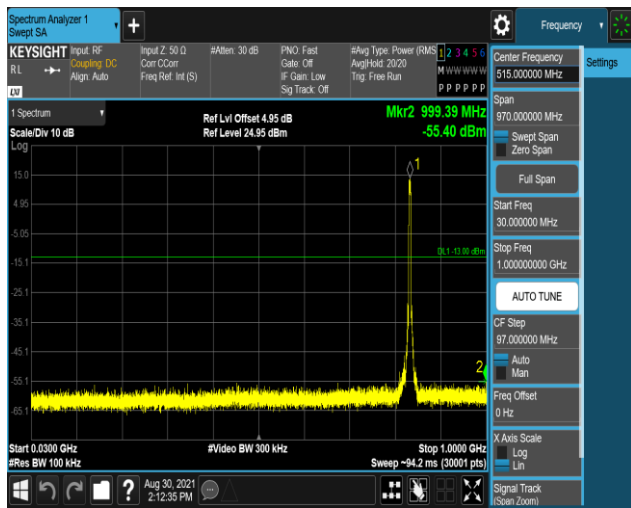 Spectrum Analyzer 1
Swept SA
Frequency
KEYSIGHT
RL
LXI
Input: RF
Coupling: DC
Align: Auto
Input Z: 50 Ω
Corr CCorr
Freq Ref: Int (S)
#Atten: 30 dB
PNO: Fast
Gate: Off
IF Gain: Low
Sig Track: Off
#Avg Type: Power (RMS
Avg|Hold: 20/20
Trig: Free Run
1 2 3 4 5 6
M W W W W W
P P P P P P
1 Spectrum
Scale/Div 10 dB
Log
Ref Lvl Offset 4.95 dB
Ref Level 24.95 dBm
Mkr2 999.39 MHz
-55.40 dBm
1
15.0
4.95
-5.05
DL1 -13.00 dBm
-15.1
-25.1
-35.1
-45.1
2
-55.1
-65.1
Start 0.0300 GHz
#Res BW 100 kHz
#Video BW 300 kHz
Stop 1.0000 GHz
Sweep ~94.2 ms (30001 pts)
?
Aug 30, 2021
2:12:35 PM
Center Frequency
515.000000 MHz
Settings
Span
970.000000 MHz
Swept Span
Zero Span
Full Span
Start Freq
30.000000 MHz
Stop Freq
1.000000000 GHz
AUTO TUNE
CF Step
97.000000 MHz
Auto
Man
Freq Offset
0 Hz
X Axis Scale
Log
Lin
Signal Track
(Span Zoom)